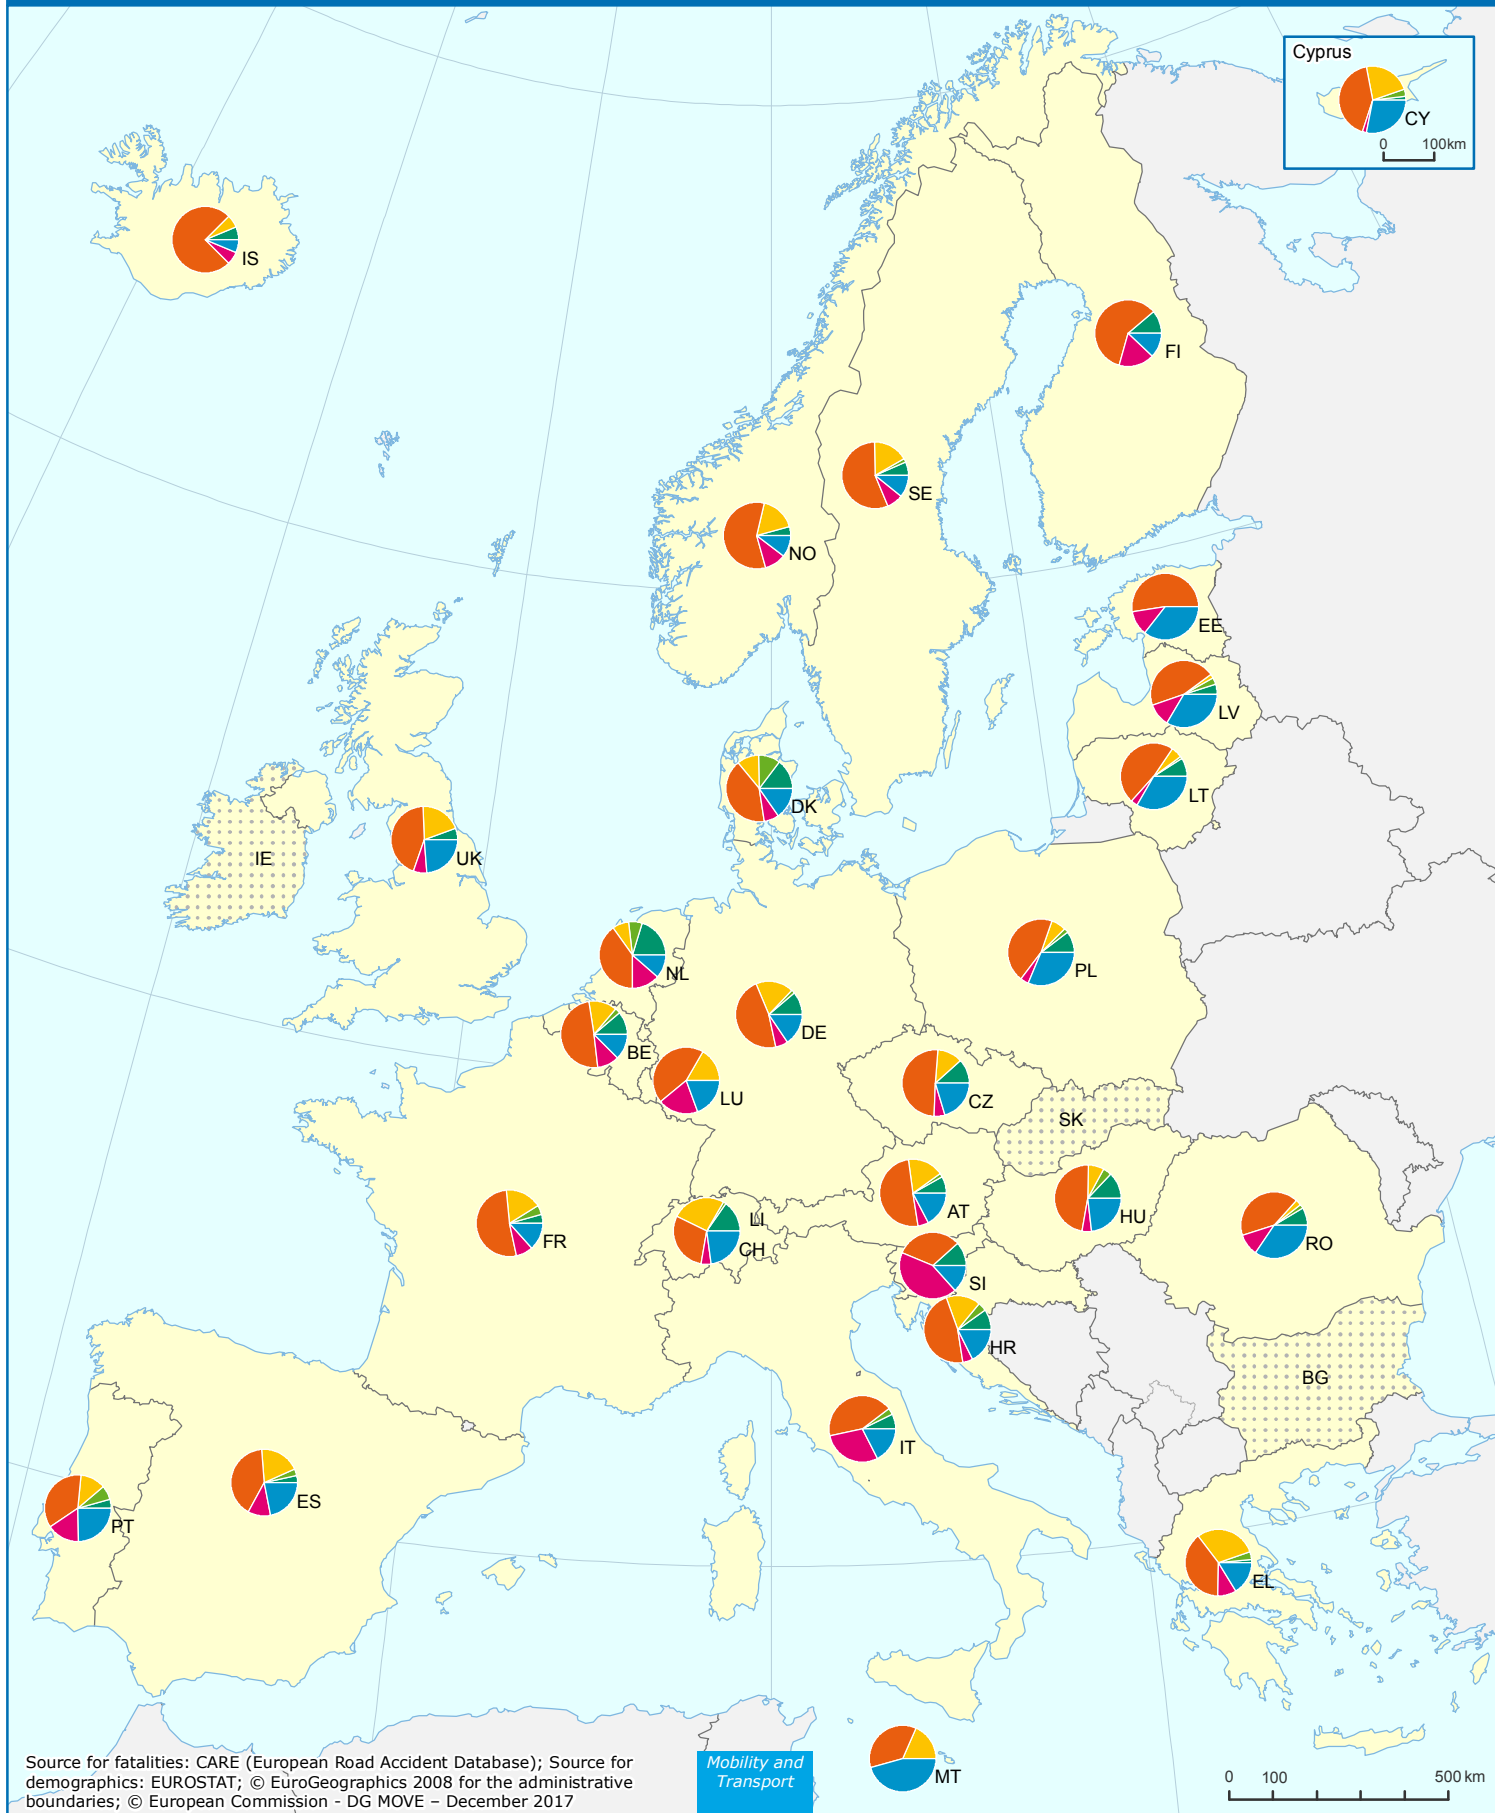 Cyprus
CY
0 100km
IS
FI
SE
NO
EE
LV
LT
DK
IE
UK
NL
PL
DE
BE
LU
CZ
SK
AT
HU
LI
CH
FR
RO
SI
HR
BG
IT
ES
PT
EL
MT
Source for fatalities: CARE (European Road Accident Database); Source for
demographics: EUROSTAT; © EuroGeographics 2008 for the administrative
boundaries; © European Commission - DG MOVE – December 2017
Mobility and
Transport
0 100 500 km